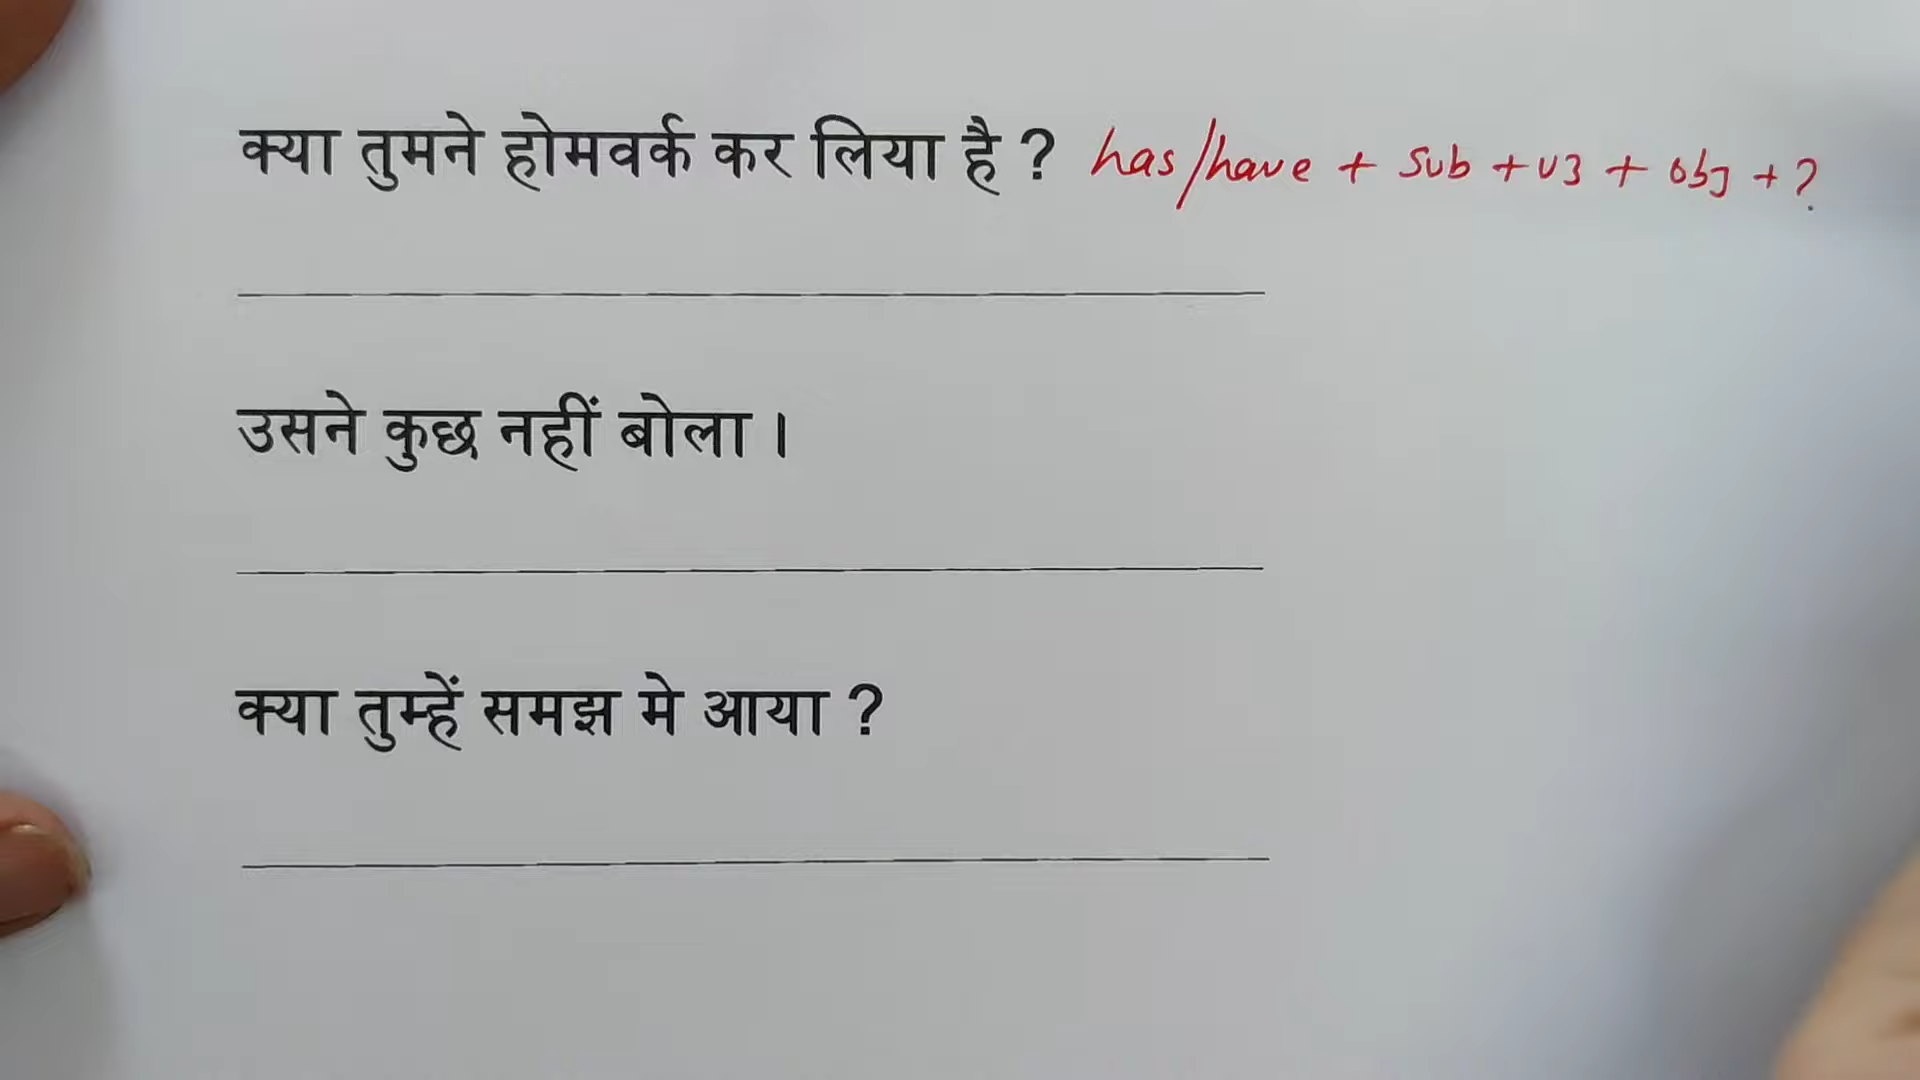 क्या तुमने होमवर्क कर लिया है ? has/have + sub + v3 + obj + ?
उसने कुछ नहीं बोला ।
क्या तुम्हें समझ मे आया ?